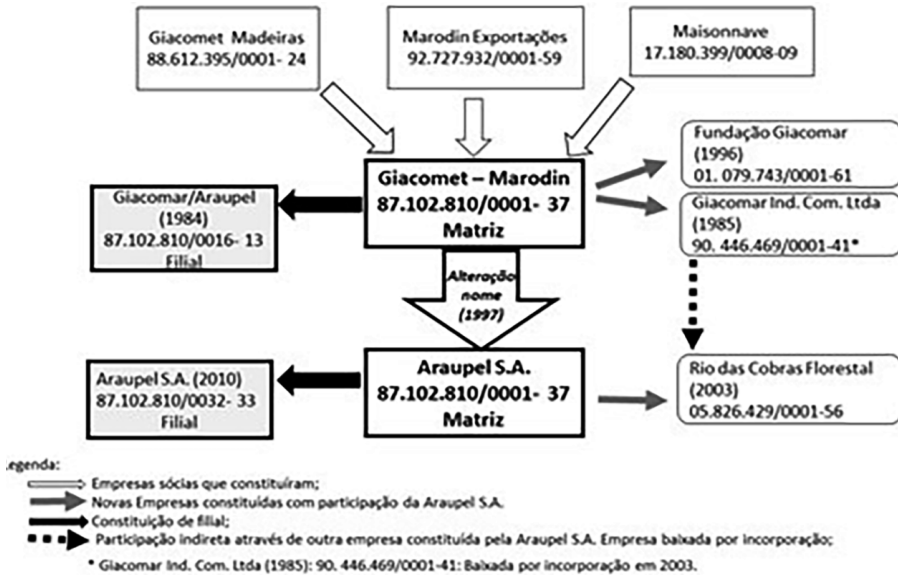 Giacomet Madeiras
88.612.395/0001- 24
Marodin Exportações
92.727.932/0001-59
Maisonnave
17.180.399/0008-09
Giacomet – Marodin
87.102.810/0001- 37
Matriz
Fundação Giacomar
(1996)
01. 079.743/0001-61
Giacomar/Araupel
(1984)
87.102.810/0016- 13
Filial
Giacomar Ind. Com. Ltda
(1985)
90. 446.469/0001-41*
Alteração
nome
(1997)
Araupel S.A. (2010)
87.102.810/0032- 33
Filial
Araupel S.A.
87.102.810/0001- 37
Matriz
Rio das Cobras Florestal
(2003)
05.826.429/0001-56
egenda:
Empresas sócias que constituíram;
Novas Empresas constituídas com participação da Araupel S.A.
Constituição de filial;
Participação indireta através de outra empresa constituída pela Araupel S.A. Empresa baixada por incorporação;
* Giacomar Ind. Com. Ltda (1985): 90. 446.469/0001-41: Baixada por incorporação em 2003.